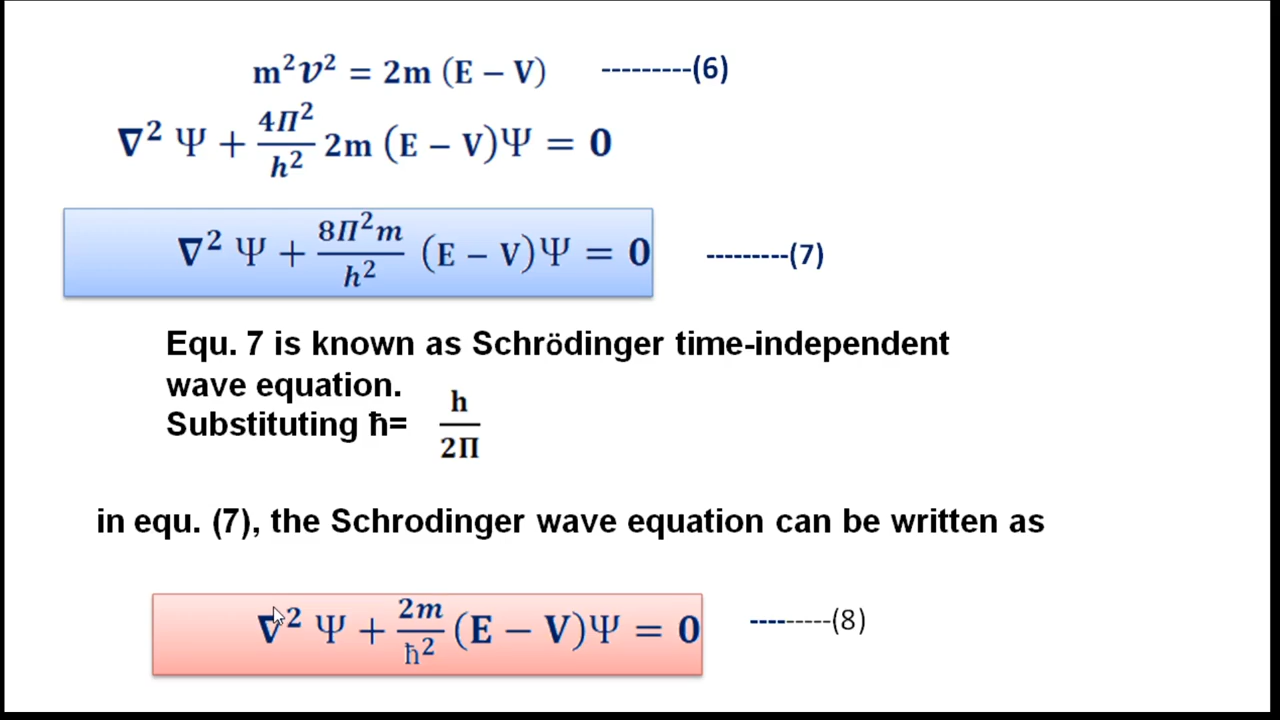 m²v² = 2m (E – V) ---------(6)
∇² Ψ + 4Π²/h² 2m (E – V)Ψ = 0
∇² Ψ + 8Π²m/h² (E – V)Ψ = 0 ---------(7)
Equ. 7 is known as Schrödinger time-independent
wave equation.
Substituting ħ= h/2Π
in equ. (7), the Schrodinger wave equation can be written as
∇² Ψ + 2m/ħ² (E – V)Ψ = 0 ---------(8)